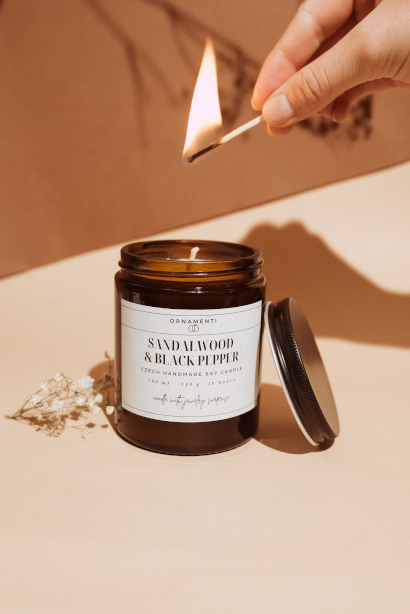 ORNAMENTI
SANDALWOOD
& BLACK PEPPER
CZECH HANDMADE SOY CANDLE
candle with jewelry surprise